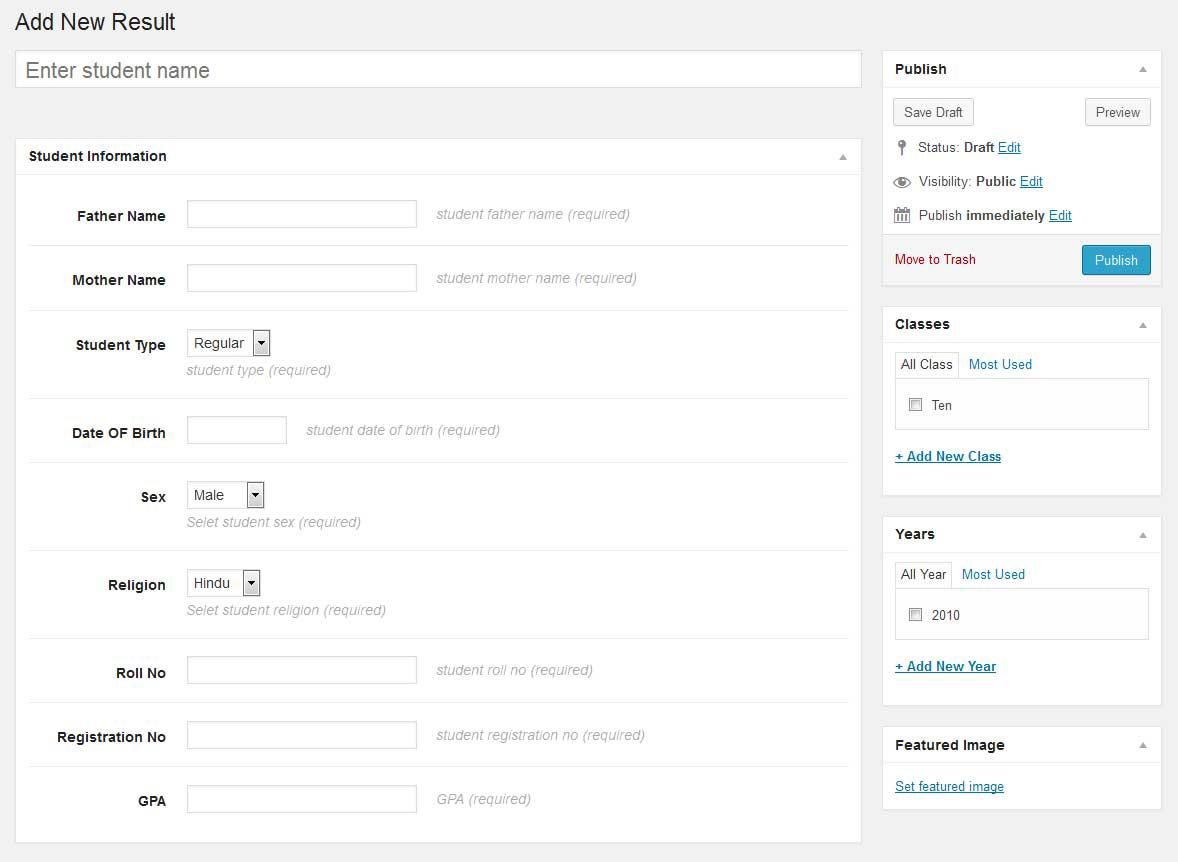 Add New Result
Enter student name
Student Information
Father Name student father name (required)
Mother Name student mother name (required)
Student Type Regular
student type (required)
Date OF Birth student date of birth (required)
Sex Male
Selet student sex (required)
Religion Hindu
Selet student religion (required)
Roll No student roll no (required)
Registration No student registration no (required)
GPA GPA (required)
Publish
Save Draft Preview
Status: Draft Edit
Visibility: Public Edit
Publish immediately Edit
Move to Trash Publish
Classes
All Class Most Used
Ten
+ Add New Class
Years
All Year Most Used
2010
+ Add New Year
Featured Image
Set featured image